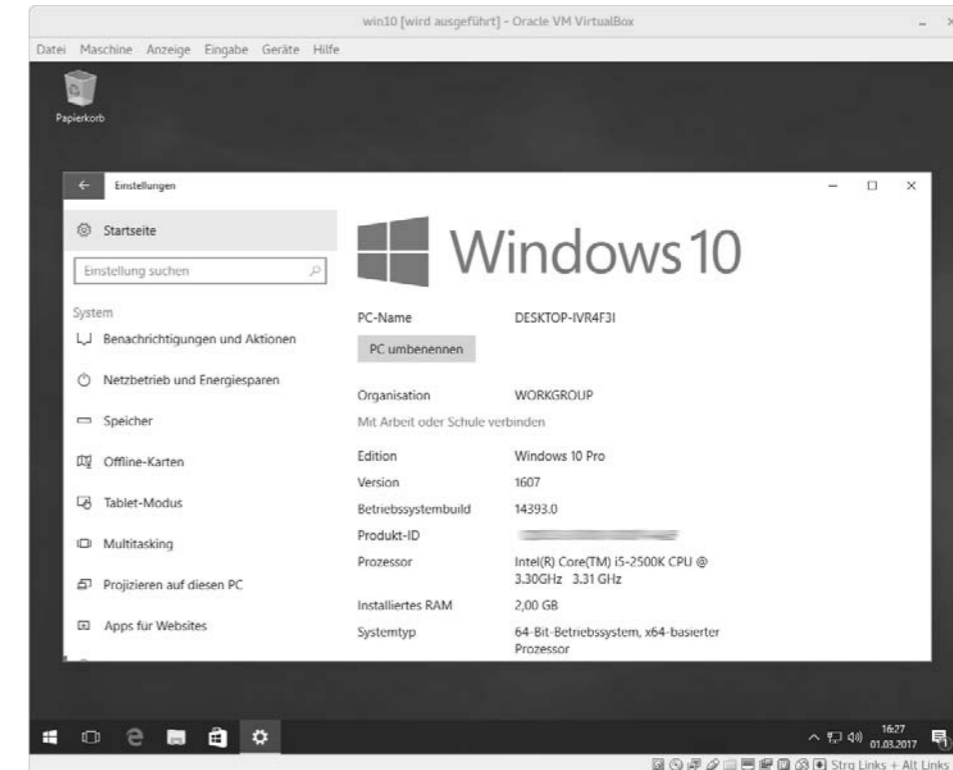 win10 [wird ausgeführt] - Oracle VM VirtualBox
Datei Maschine Anzeige Eingabe Geräte Hilfe
Papierkorb
Einstellungen
Startseite
Einstellung suchen
System
Benachrichtigungen und Aktionen
Netzbetrieb und Energiesparen
Speicher
Offline-Karten
Tablet-Modus
Multitasking
Projizieren auf diesen PC
Apps für Websites
Windows 10
PC-Name DESKTOP-IVR4F3I
PC umbenennen
Organisation WORKGROUP
Mit Arbeit oder Schule verbinden
Edition Windows 10 Pro
Version 1607
Betriebssystembuild 14393.0
Produkt-ID
Prozessor Intel(R) Core(TM) i5-2500K CPU @
3.30GHz 3.31 GHz
Installiertes RAM 2,00 GB
Systemtyp 64-Bit-Betriebssystem, x64-basierter
Prozessor
16:27
01.03.2017
1
Strg Links + Alt Links